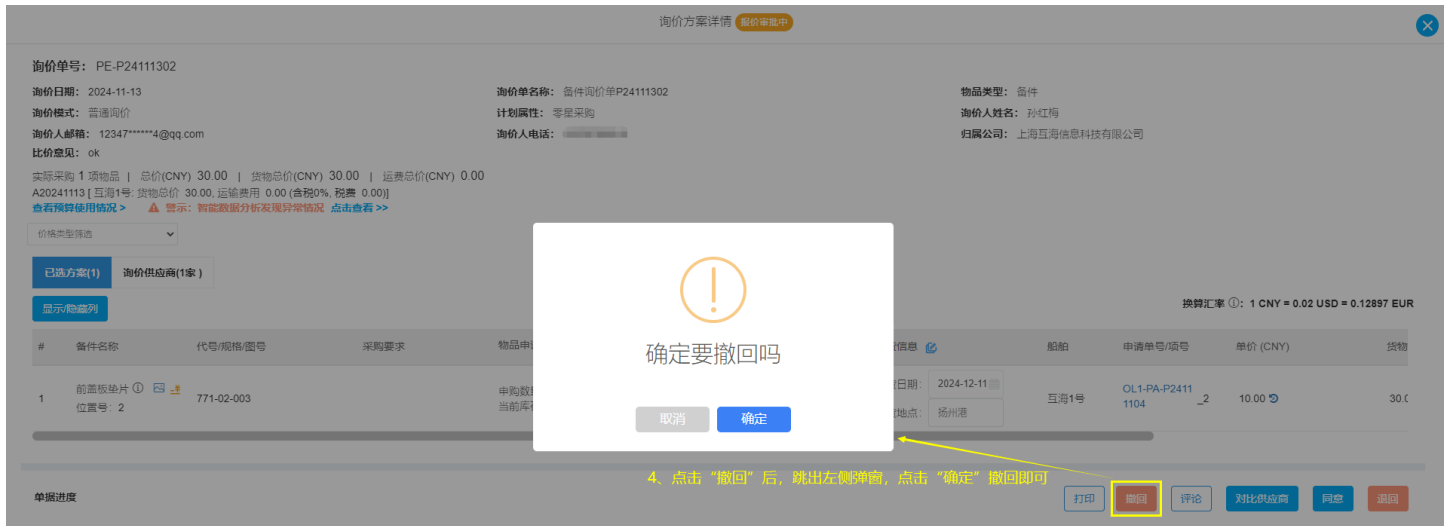 询价方案详情 报价审批中
询价单号： PE-P24111302
询价日期： 2024-11-13 询价单名称： 备件询价单P24111302 物品类型： 备件
询价模式： 普通询价 计划属性： 零星采购 询价人姓名： 孙红梅
询价人邮箱： 12347******4@qq.com 询价人电话： 归属公司： 上海互海信息科技有限公司
比价意见： ok
实际采购 1 项物品 | 总价(CNY) 30.00 | 货物总价(CNY) 30.00 | 运费总价(CNY) 0.00
A20241113 [ 互海1号: 货物总价 30.00, 运输费用 0.00 (含税0%, 税费 0.00)]
查看预算使用情况 > 警示：智能数据分析发现异常情况 点击查看 >>
价格类型筛选
已选方案(1) 询价供应商(1家 )
显示/隐藏列 换算汇率 ①： 1 CNY = 0.02 USD = 0.12897 EUR
# 备件名称 代号/规格/图号 采购要求 物品申 信息 船舶 申请单号/项号 单价 (CNY) 货物
1 前盖板垫片 771-02-003 申购数 日期： 2024-12-11 互海1号 OL1-PA-P2411 _2 10.00 30.0
位置号：2 当前库 地点： 扬州港 1104
确定要撤回吗
取消 确定
4、点击“撤回”后，跳出左侧弹窗，点击“确定”撤回即可
单据进度 打印 撤回 评论 对比供应商 同意 退回